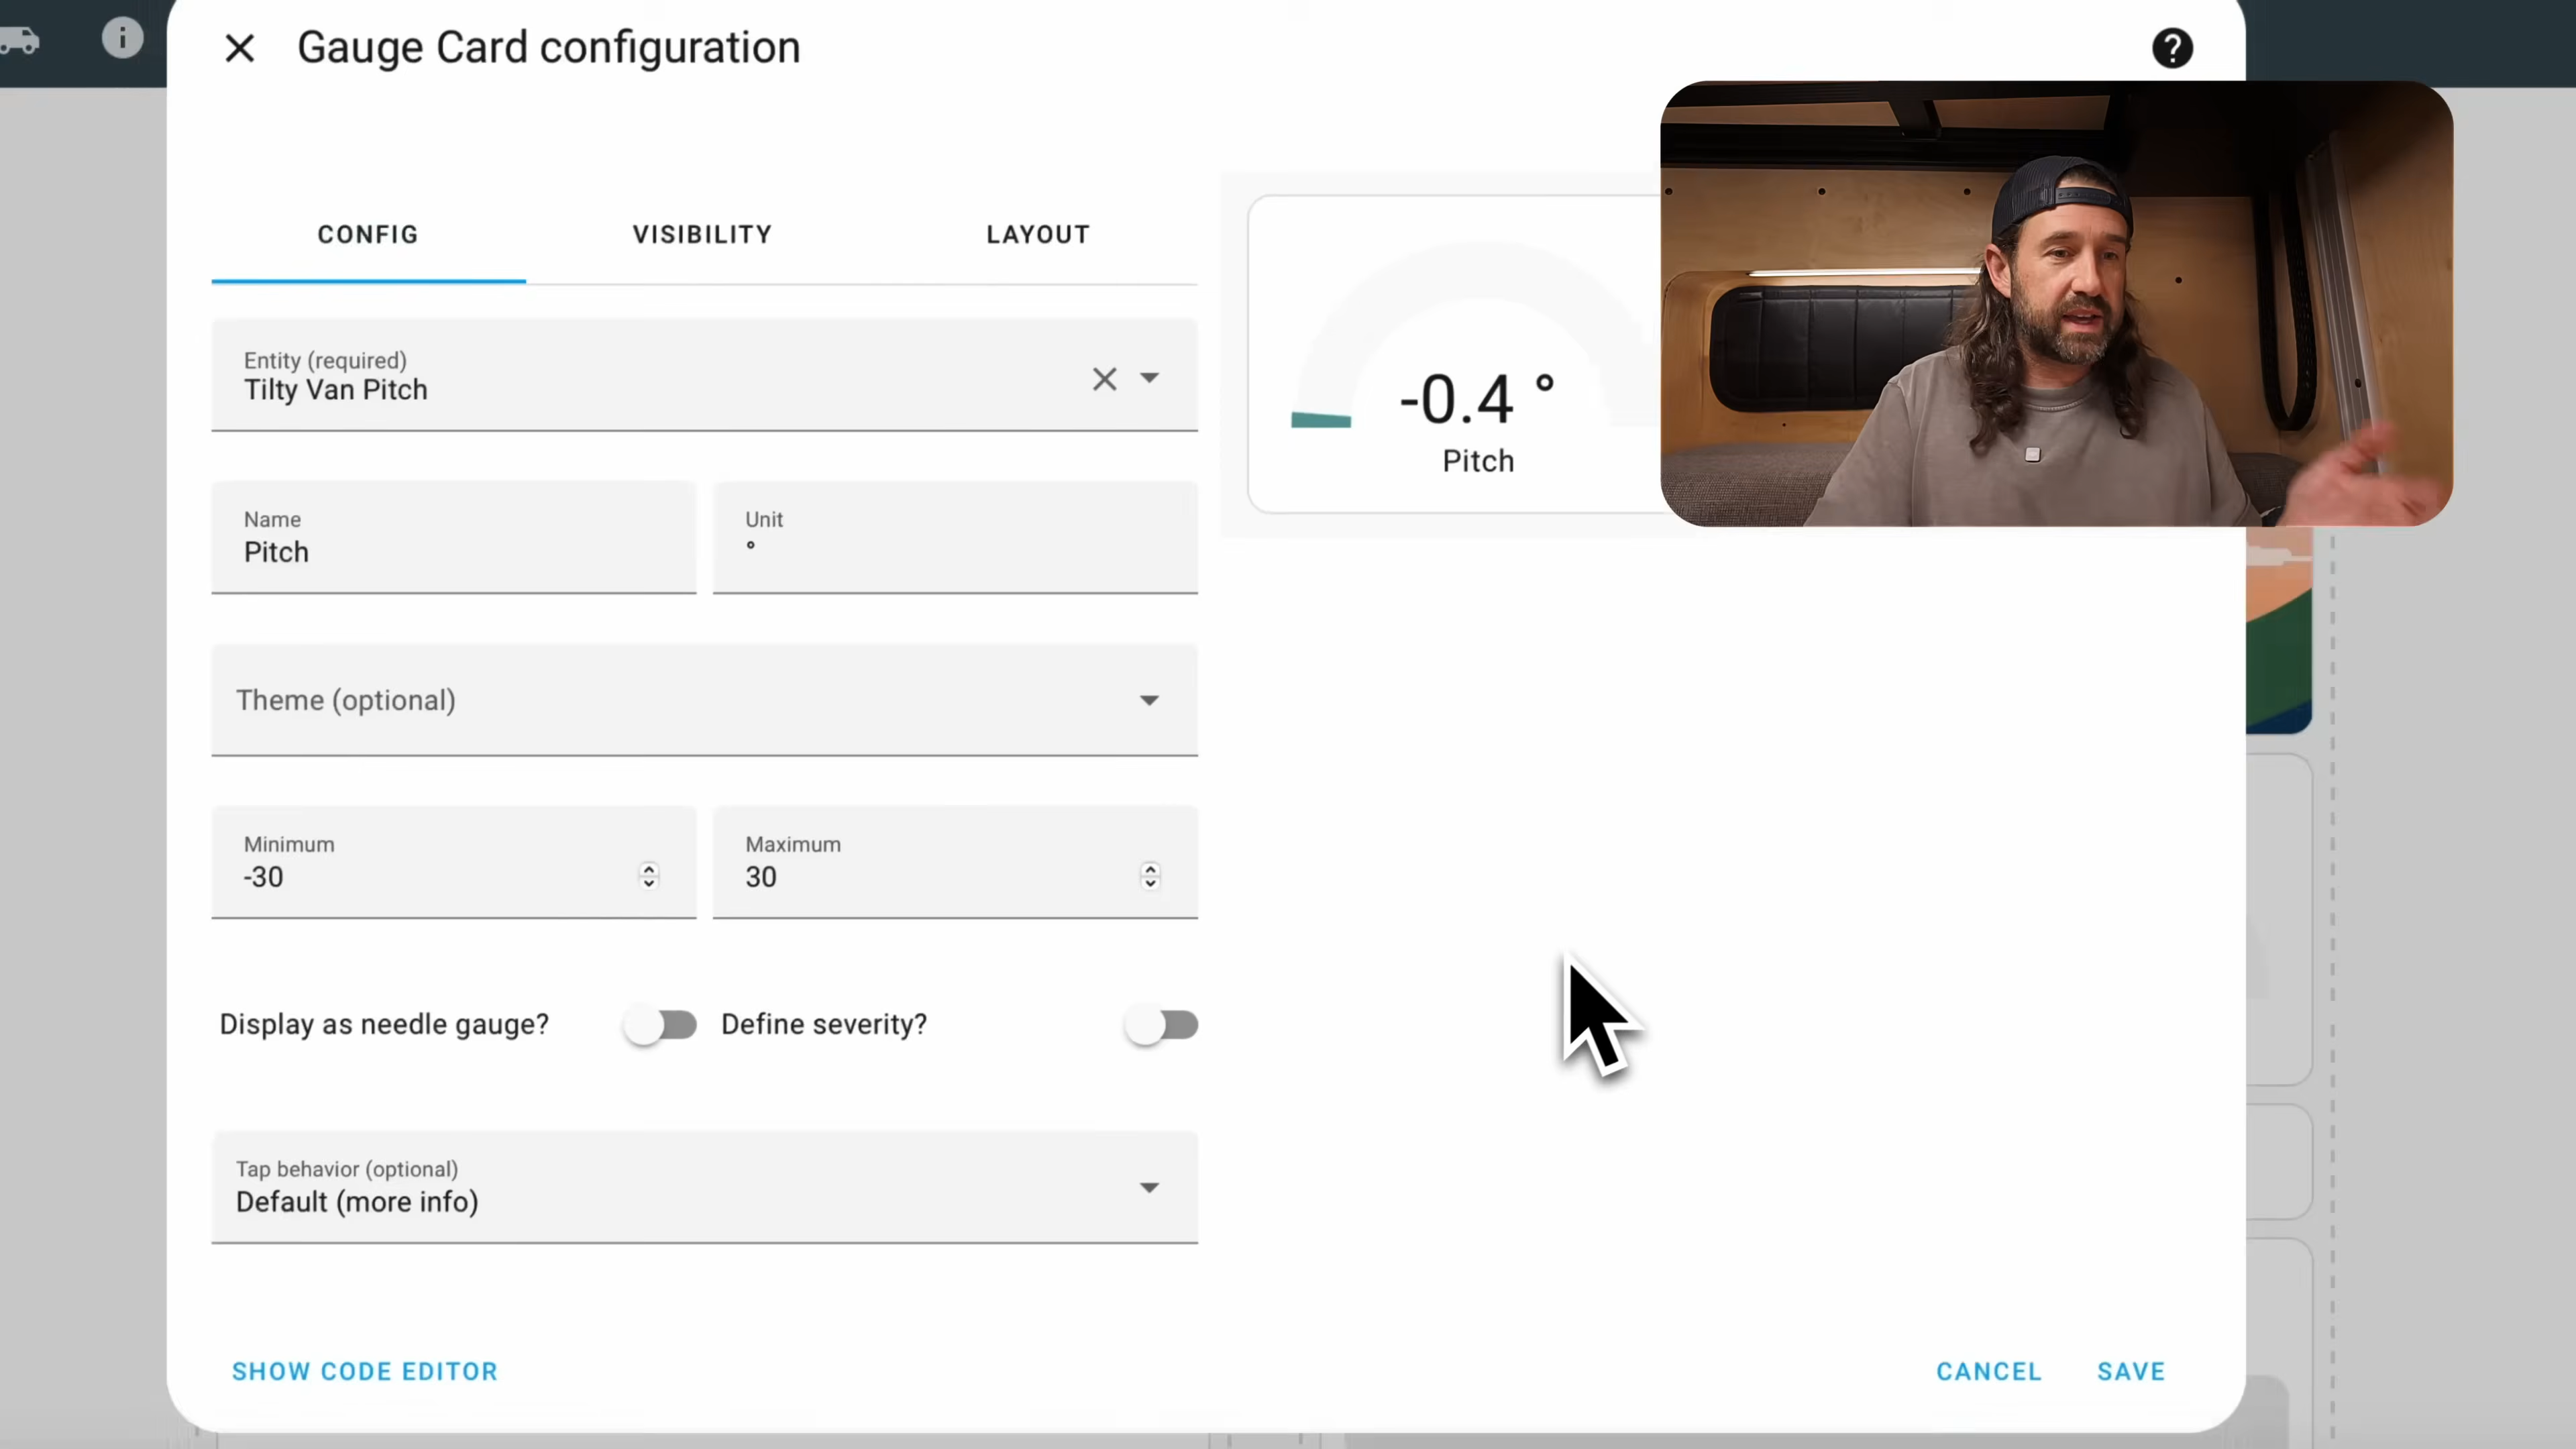 Gauge Card configuration
CONFIG
VISIBILITY
LAYOUT
Entity (required)
Tilty Van Pitch
Name
Pitch
Unit
°
Theme (optional)
Minimum
-30
Maximum
30
Display as needle gauge?
Define severity?
Tap behavior (optional)
Default (more info)
-0.4 °
Pitch
SHOW CODE EDITOR
CANCEL
SAVE